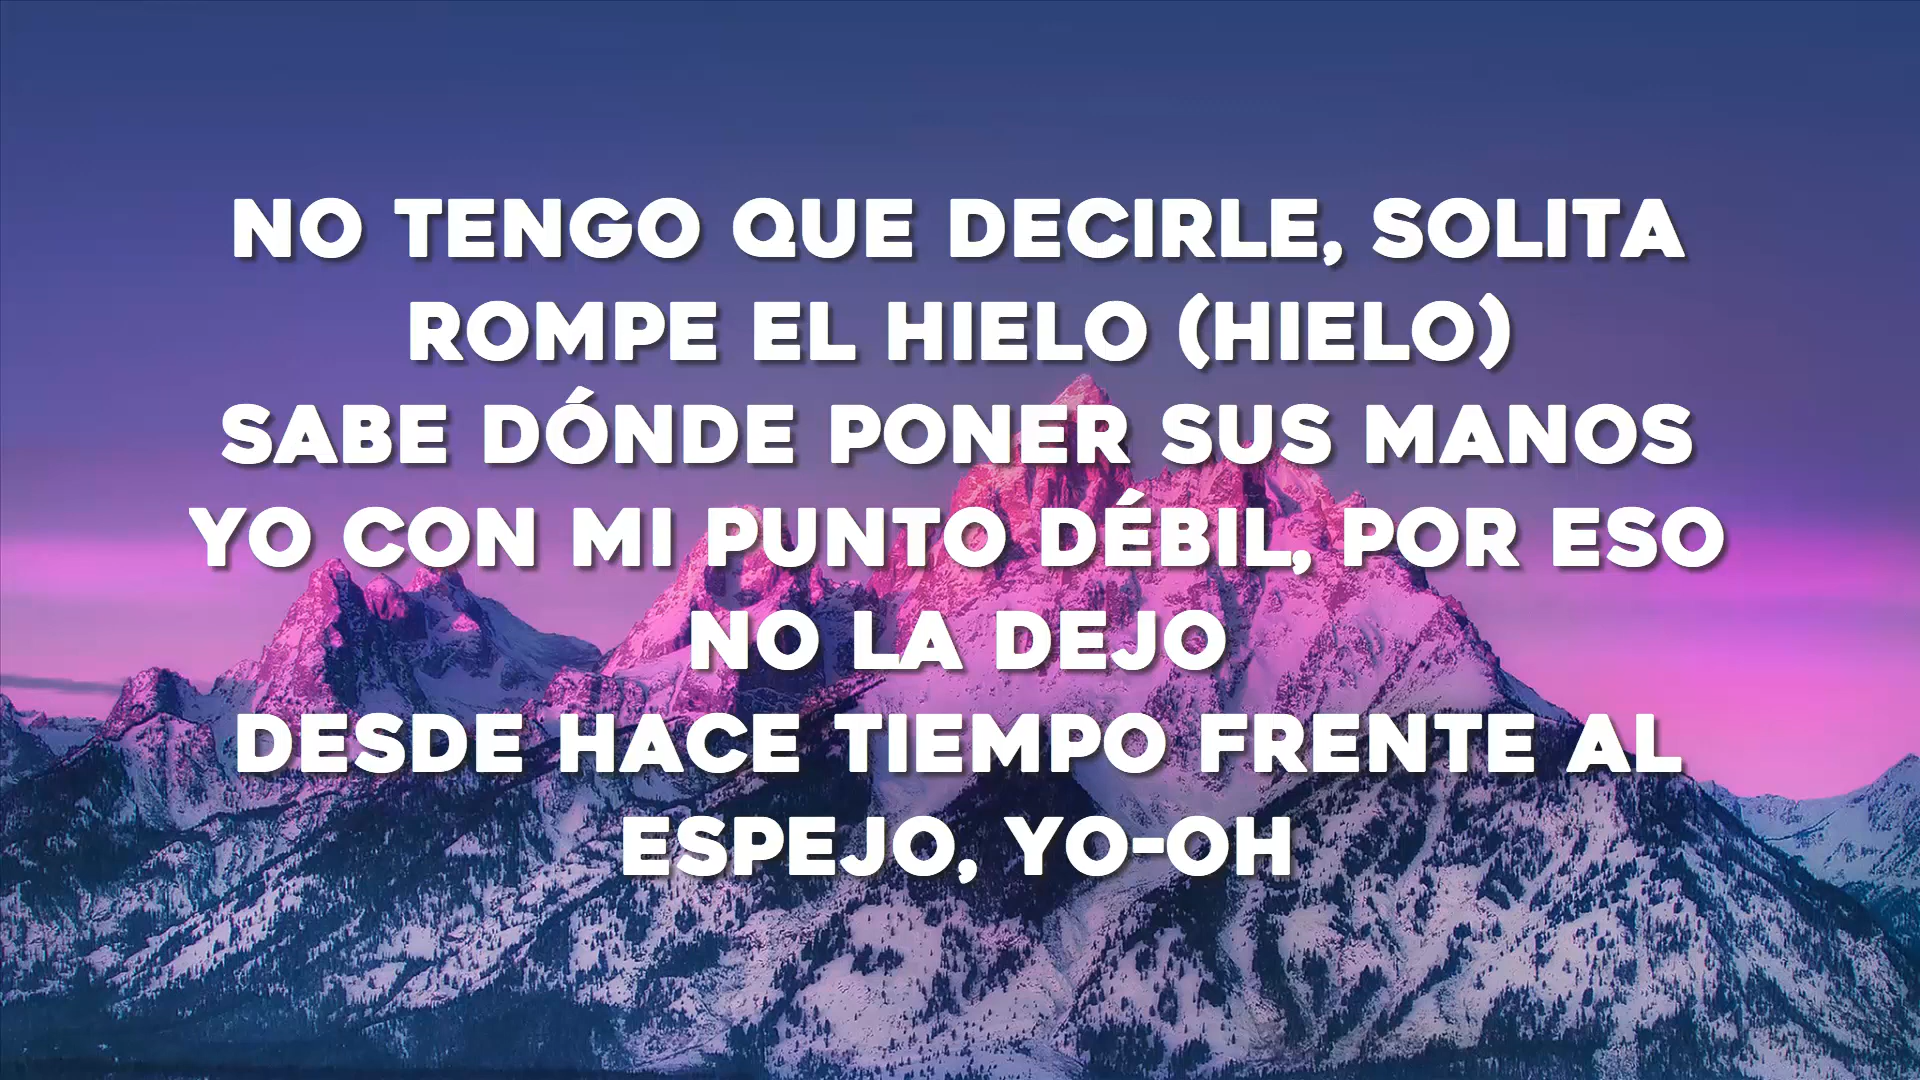 NO TENGO QUE DECIRLE, SOLITA
ROMPE EL HIELO (HIELO)
SABE DÓNDE PONER SUS MANOS
YO CON MI PUNTO DÉBIL, POR ESO
NO LA DEJO
DESDE HACE TIEMPO FRENTE AL
ESPEJO, YO-OH